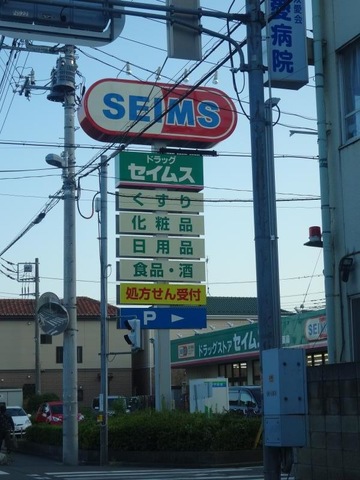 SEIMS
ドラッグ
セイムス
くすり
化粧品
日用品
食品・酒
処方せん受付
P
ドラッグストア セイムス
SEIMS
病院